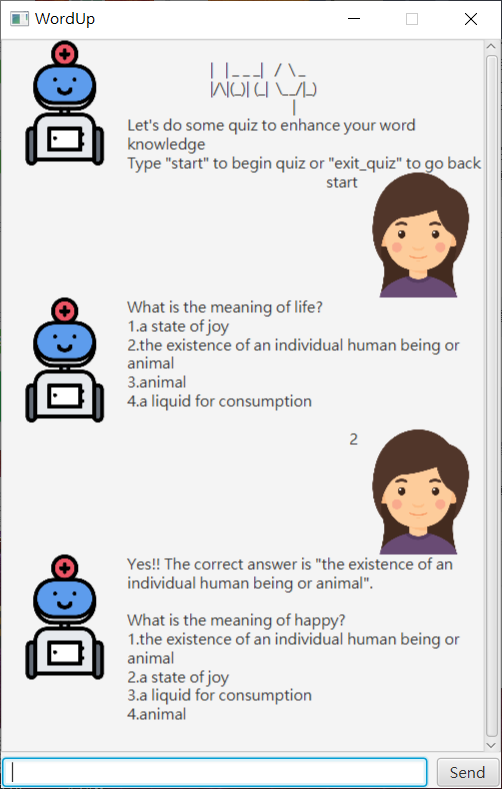 WordUp
|  | _ _ _|   /  \ _
|/\|(_)| (_|  \__/|_)
                  |
Let's do some quiz to enhance your word
knowledge
Type "start" to begin quiz or "exit_quiz" to go back
start
What is the meaning of life?
1.a state of joy
2.the existence of an individual human being or
animal
3.animal
4.a liquid for consumption
2
Yes!! The correct answer is "the existence of an
individual human being or animal".
What is the meaning of happy?
1.the existence of an individual human being or
animal
2.a state of joy
3.a liquid for consumption
4.animal
Send